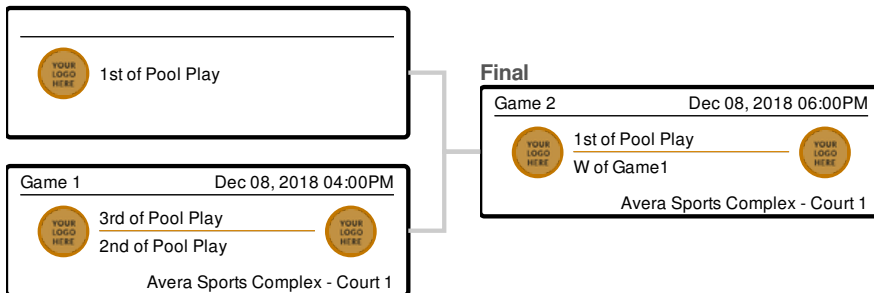 YOUR
LOGO
HERE
1st of Pool Play
Final
Game 2 Dec 08, 2018 06:00PM
YOUR
LOGO
HERE
1st of Pool Play
W of Game1
YOUR
LOGO
HERE
Avera Sports Complex - Court 1
Game 1 Dec 08, 2018 04:00PM
YOUR
LOGO
HERE
3rd of Pool Play
2nd of Pool Play
YOUR
LOGO
HERE
Avera Sports Complex - Court 1